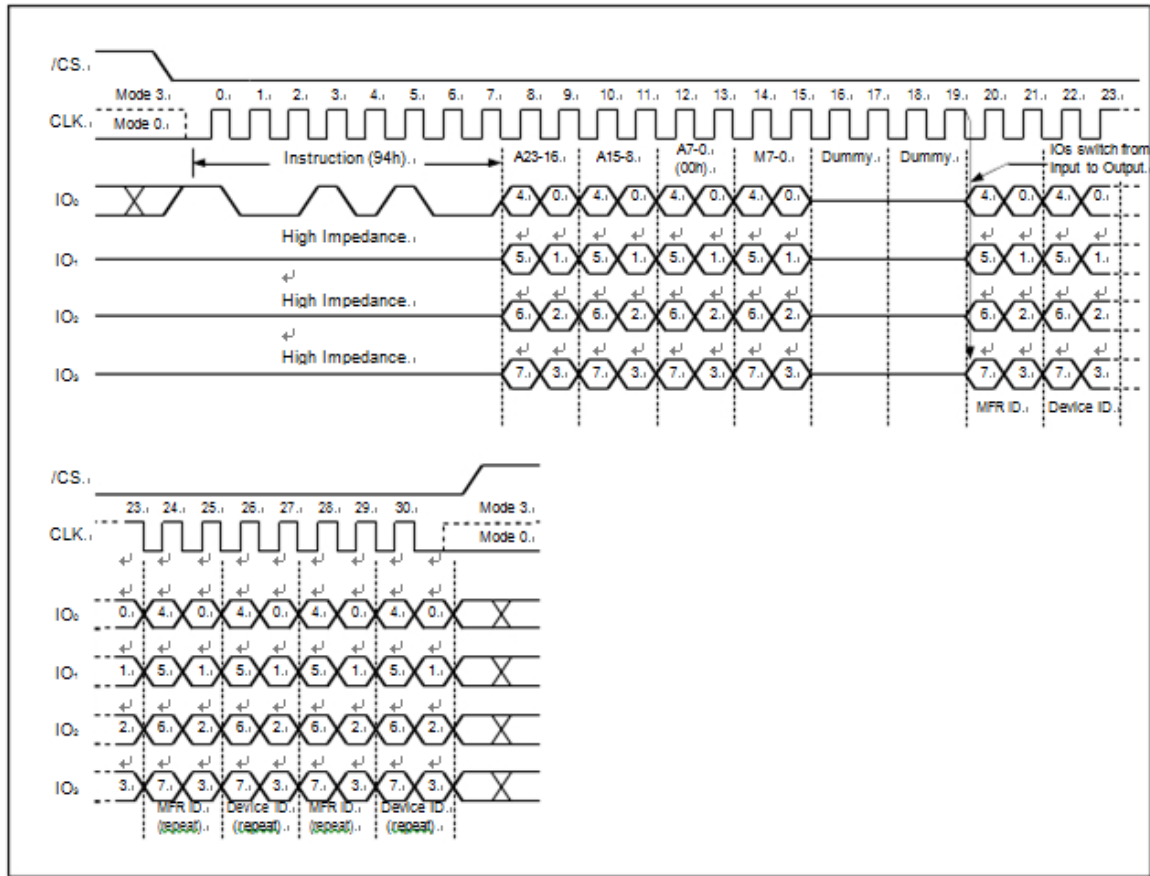 /CS
Mode 3 0 1 2 3 4 5 6 7 8 9 10 11 12 13 14 15 16 17 18 19 20 21 22 23
CLK Mode 0
Instruction (94h) A23-16 A15-8 A7-0 (00h) M7-0 Dummy Dummy IOs switch from Input to Output
IO₀ 4 0 4 0 4 0 4 0 4 0 4 0
High Impedance
IO₁ 5 1 5 1 5 1 5 1 5 1 5 1
High Impedance
IO₂ 6 2 6 2 6 2 6 2 6 2 6 2
High Impedance
IO₃ 7 3 7 3 7 3 7 3 7 3 7 3
MFR ID Device ID
/CS
23 24 25 26 27 28 29 30 Mode 3
CLK Mode 0
IO₀ 0 4 0 4 0 4 0 4 0
IO₁ 1 5 1 5 1 5 1 5 1
IO₂ 2 6 2 6 2 6 2 6 2
IO₃ 3 7 3 7 3 7 3 7 3
MFR ID Device ID MFR ID Device ID
(repeat) (repeat) (repeat) (repeat)